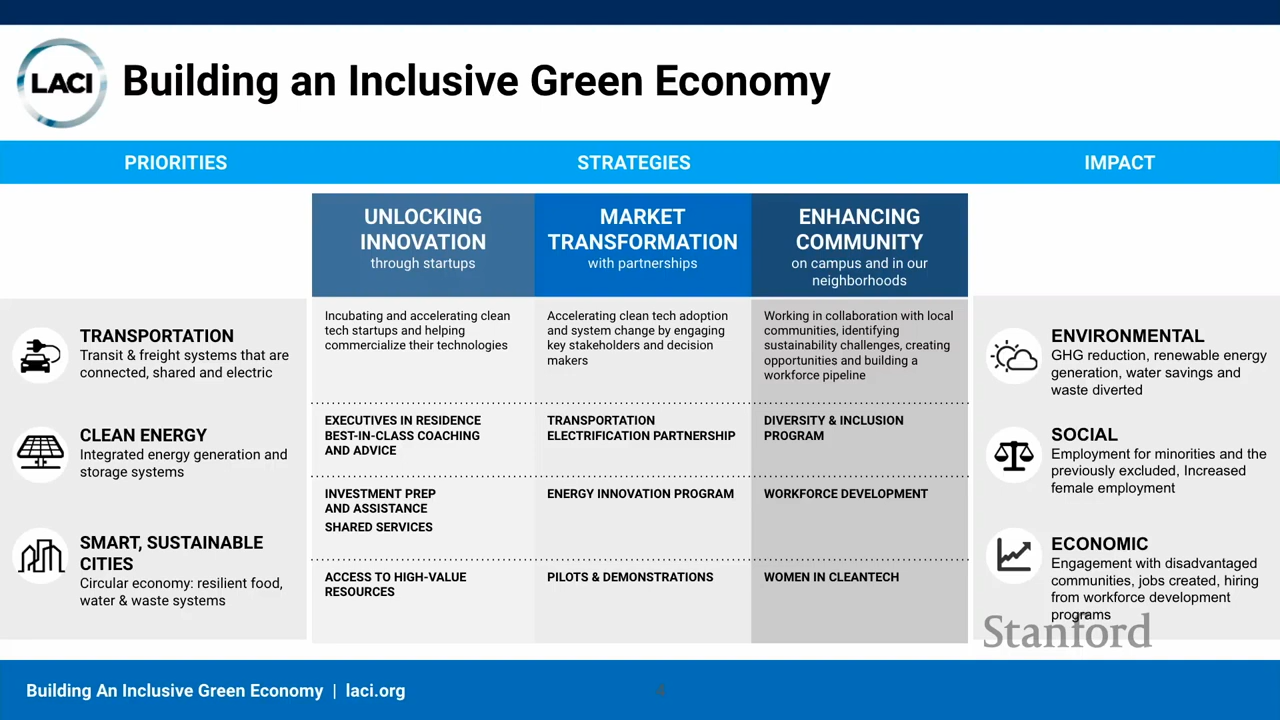 LACI
Building an Inclusive Green Economy
PRIORITIES
STRATEGIES
IMPACT
UNLOCKING
INNOVATION
through startups
MARKET
TRANSFORMATION
with partnerships
ENHANCING
COMMUNITY
on campus and in our
neighborhoods
TRANSPORTATION
Transit & freight systems that are
connected, shared and electric
CLEAN ENERGY
Integrated energy generation and
storage systems
SMART, SUSTAINABLE
CITIES
Circular economy: resilient food,
water & waste systems
Incubating and accelerating clean
tech startups and helping
commercialize their technologies
EXECUTIVES IN RESIDENCE
BEST-IN-CLASS COACHING
AND ADVICE
INVESTMENT PREP
AND ASSISTANCE
SHARED SERVICES
ACCESS TO HIGH-VALUE
RESOURCES
Accelerating clean tech adoption
and system change by engaging
key stakeholders and decision
makers
TRANSPORTATION
ELECTRIFICATION PARTNERSHIP
ENERGY INNOVATION PROGRAM
PILOTS & DEMONSTRATIONS
Working in collaboration with local
communities, identifying
sustainability challenges, creating
opportunities and building a
workforce pipeline
DIVERSITY & INCLUSION
PROGRAM
WORKFORCE DEVELOPMENT
WOMEN IN CLEANTECH
ENVIRONMENTAL
GHG reduction, renewable energy
generation, water savings and
waste diverted
SOCIAL
Employment for minorities and the
previously excluded, Increased
female employment
ECONOMIC
Engagement with disadvantaged
communities, jobs created, hiring
from workforce development
programs
Stanford
Building An Inclusive Green Economy | laci.org